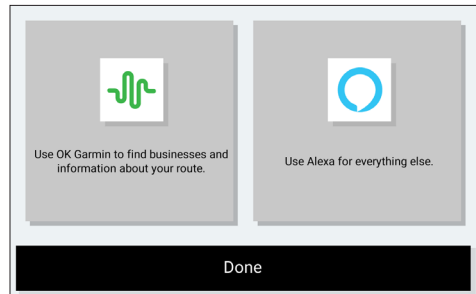 Use OK Garmin to find businesses and
information about your route.
Use Alexa for everything else.
Done